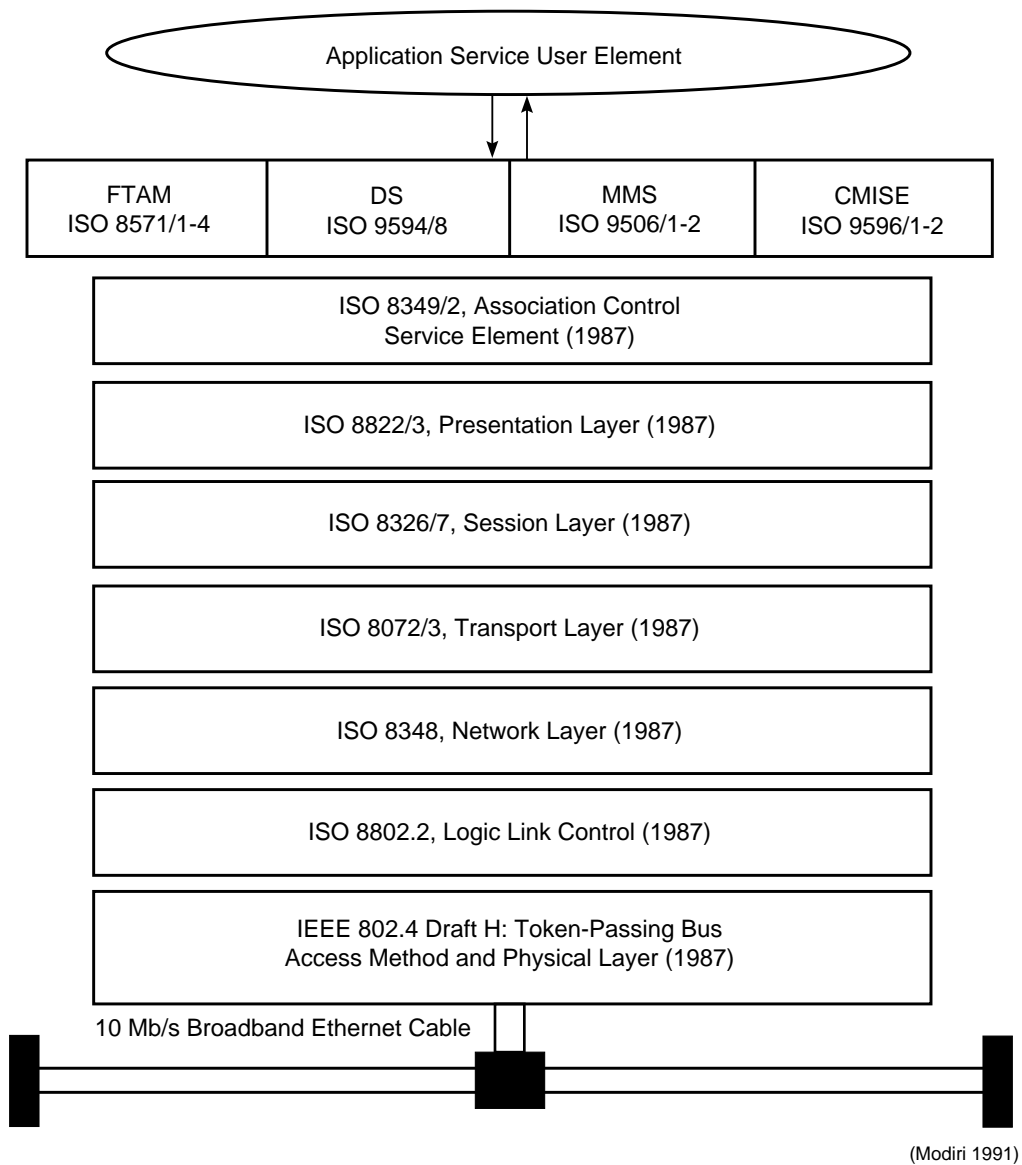 Application Service User Element
FTAM
ISO 8571/1-4
DS
ISO 9594/8
MMS
ISO 9506/1-2
CMISE
ISO 9596/1-2
ISO 8349/2, Association Control
Service Element (1987)
ISO 8822/3, Presentation Layer (1987)
ISO 8326/7, Session Layer (1987)
ISO 8072/3, Transport Layer (1987)
ISO 8348, Network Layer (1987)
ISO 8802.2, Logic Link Control (1987)
IEEE 802.4 Draft H: Token-Passing Bus
Access Method and Physical Layer (1987)
10 Mb/s Broadband Ethernet Cable
(Modiri 1991)